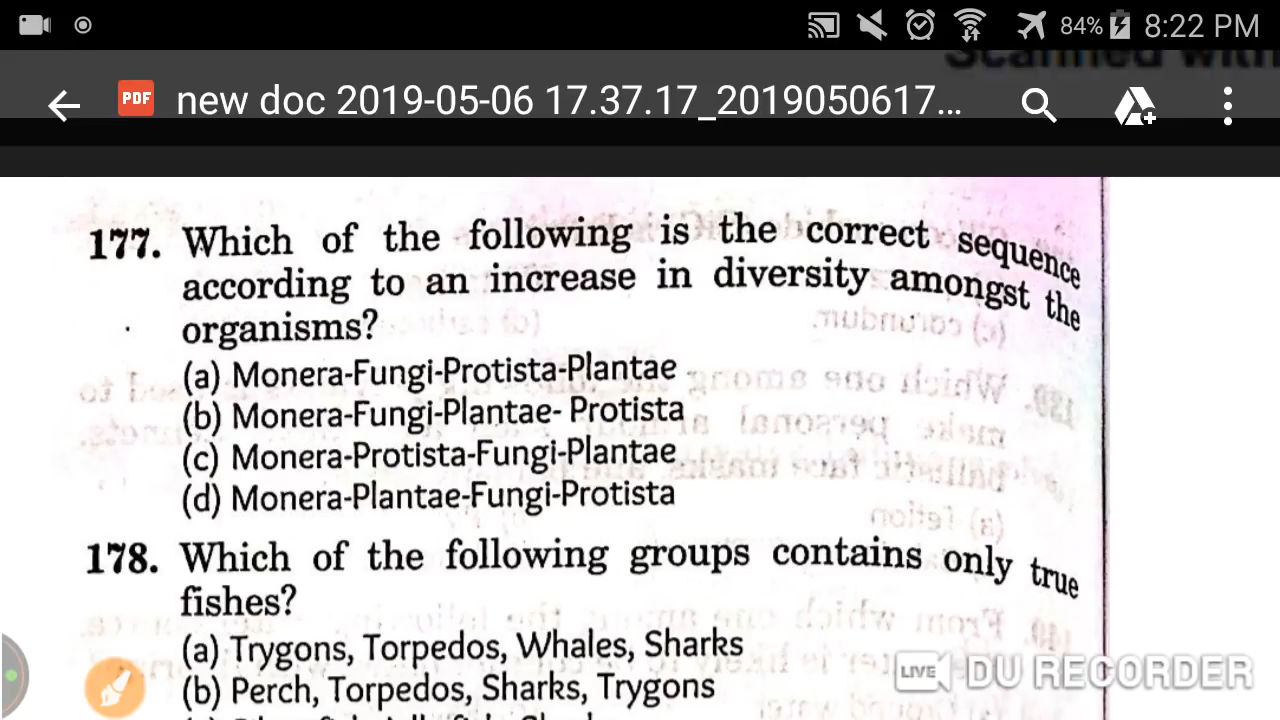 84% 8:22 PM
Scanned with
PDF new doc 2019-05-06 17.37.17_2019050617...
177. Which of the following is the correct sequence
according to an increase in diversity amongst the
organisms?
(a) Monera-Fungi-Protista-Plantae
(b) Monera-Fungi-Plantae- Protista
(c) Monera-Protista-Fungi-Plantae
(d) Monera-Plantae-Fungi-Protista
178. Which of the following groups contains only true
fishes?
(a) Trygons, Torpedos, Whales, Sharks
(b) Perch, Torpedos, Sharks, Trygons
LIVE DU RECORDER